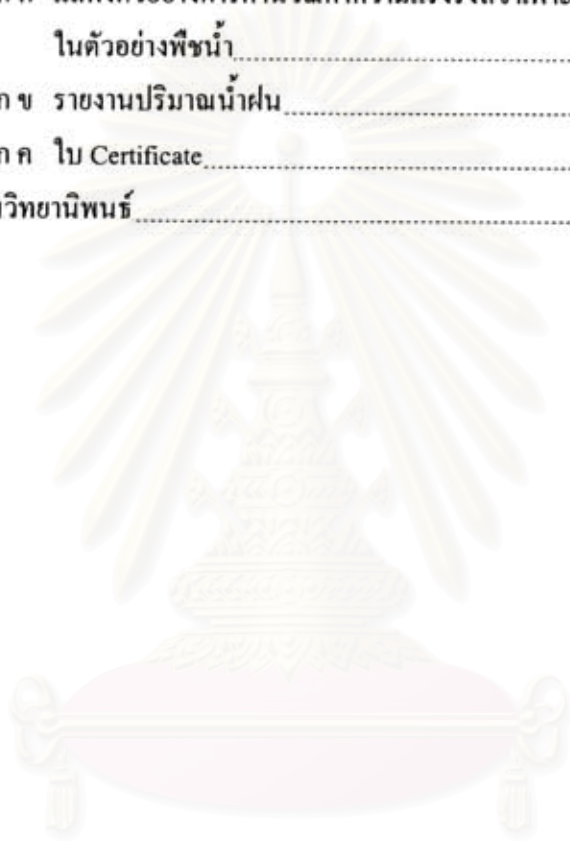 ในตัวอย่างพืชน้ำ
ก ข รายงานปริมาณน้ำฝน
ก ค ใบ Certificate
วิทยานิพนธ์